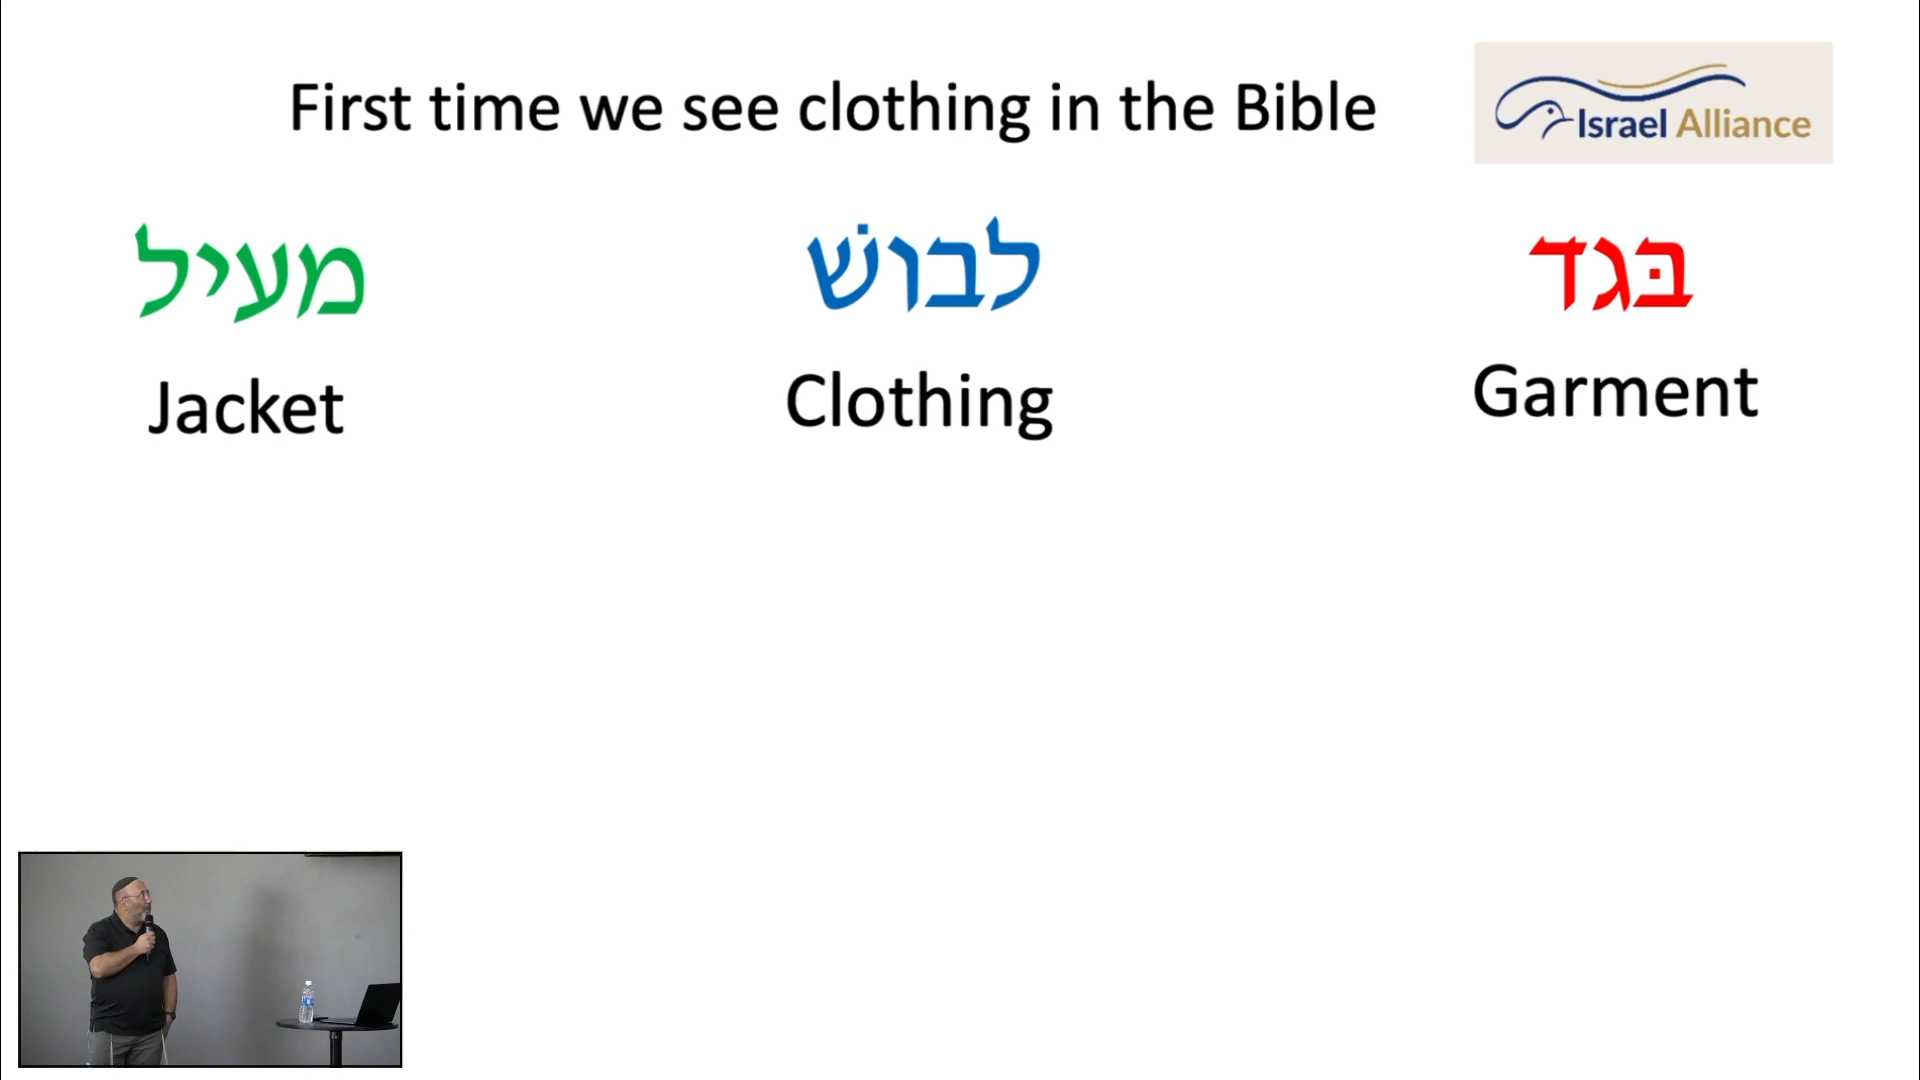 First time we see clothing in the Bible
Israel Alliance
מעיל
לבושׁ
בּגד
Jacket
Clothing
Garment